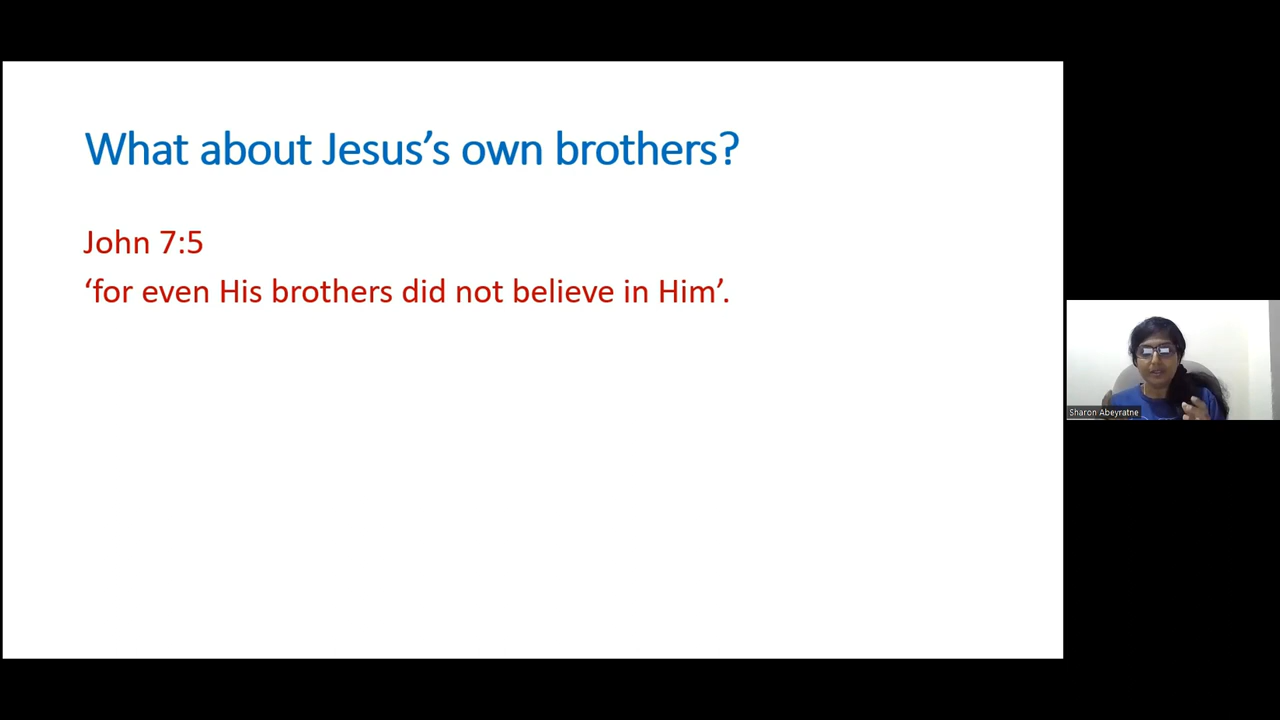 What about Jesus’s own brothers?
John 7:5
‘for even His brothers did not believe in Him’.
Sharon Abeyratne